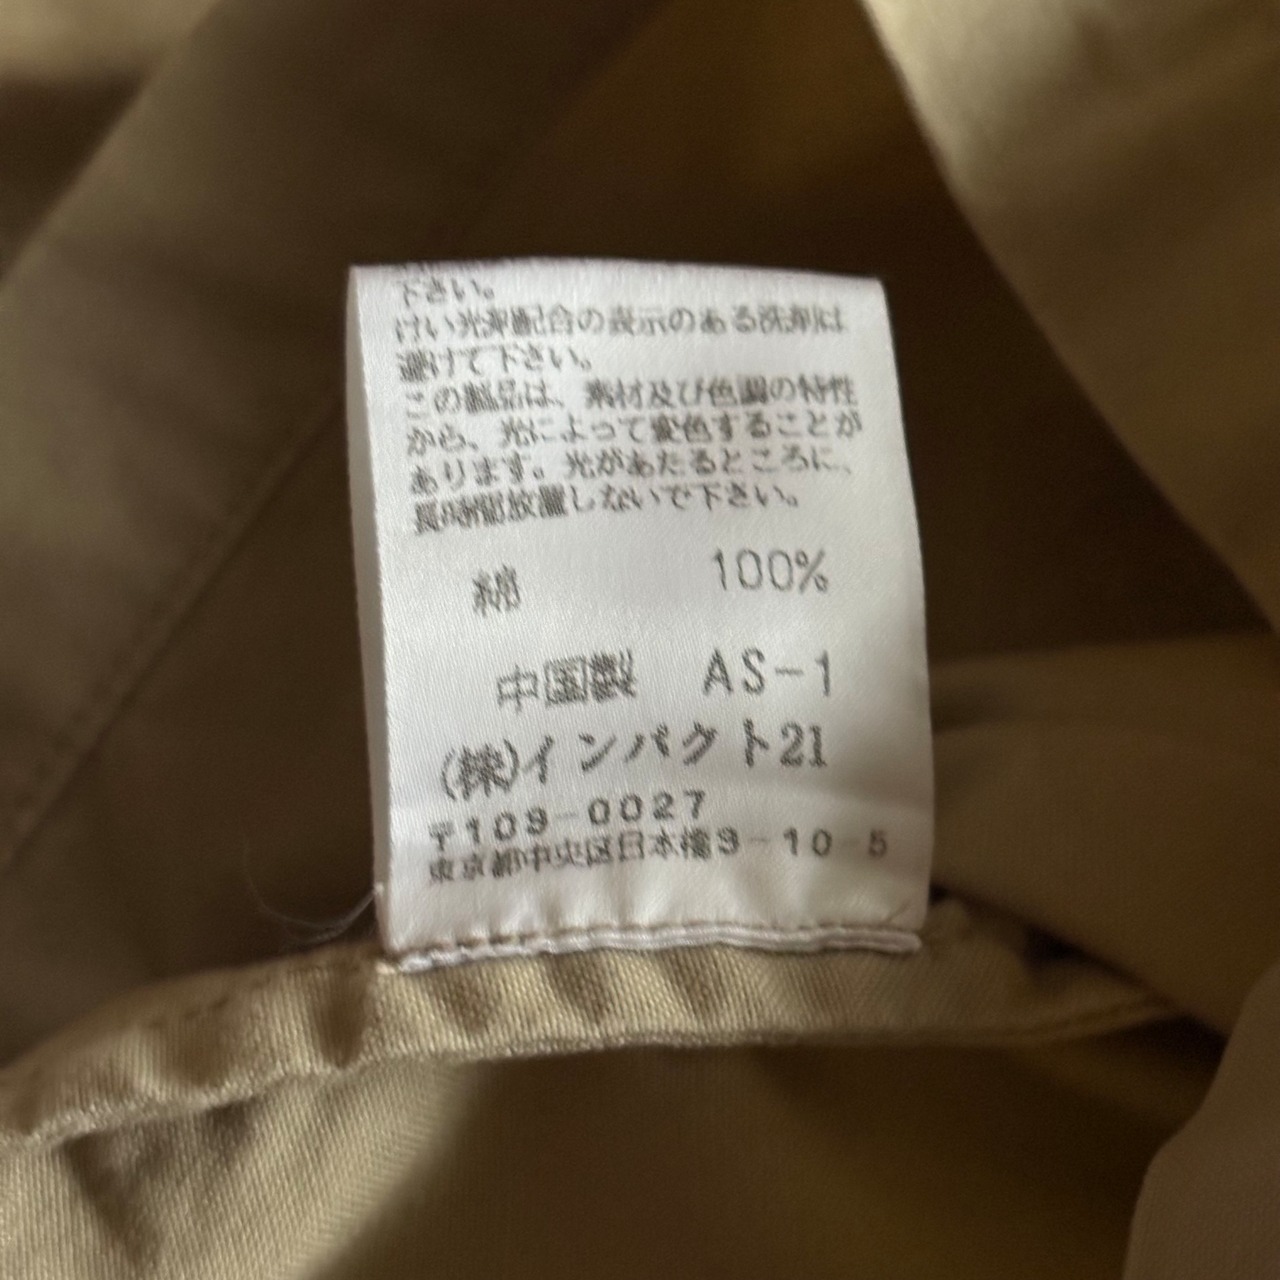 下さい。
けい光剤配合の表示のある洗剤は
避けて下さい。
この製品は、素材及び色調の特性
から、光によって変色することが
あります。光があたるところに、
長時間放置しないで下さい。
綿 100%
中国製 AS-1
(株)インパクト21
〒109-0027
東京都中央区日本橋3-10-5